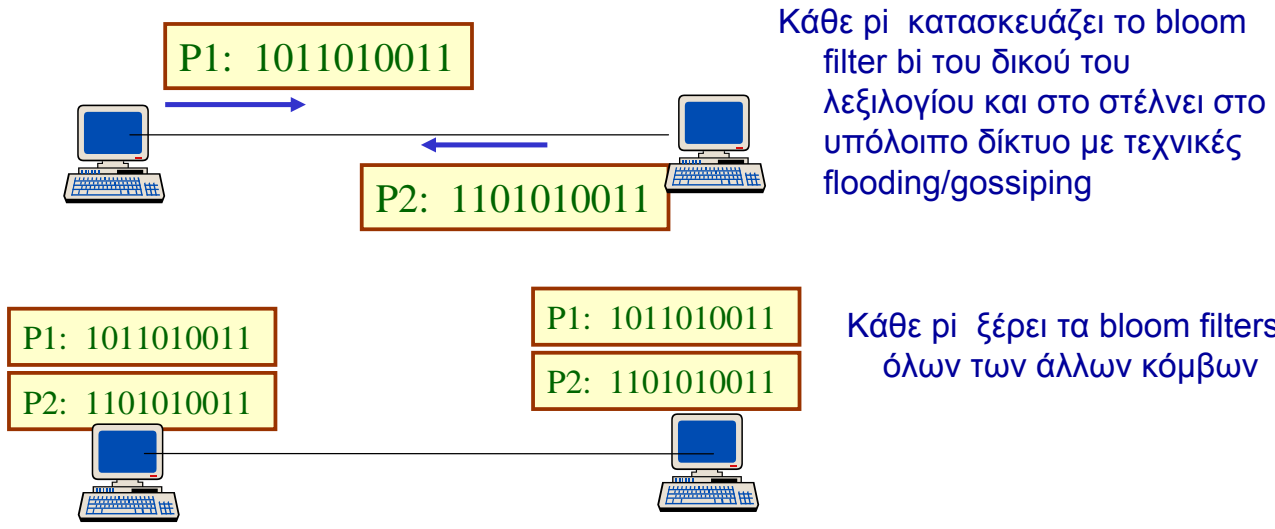 P1: 1011010011
P2: 1101010011
Κάθε pi κατασκευάζει το bloom
filter bi του δικού του
λεξιλογίου και στο στέλνει στο
υπόλοιπο δίκτυο με τεχνικές
flooding/gossiping
P1: 1011010011
P2: 1101010011
P1: 1011010011
P2: 1101010011
Κάθε pi ξέρει τα bloom filters
όλων των άλλων κόμβων